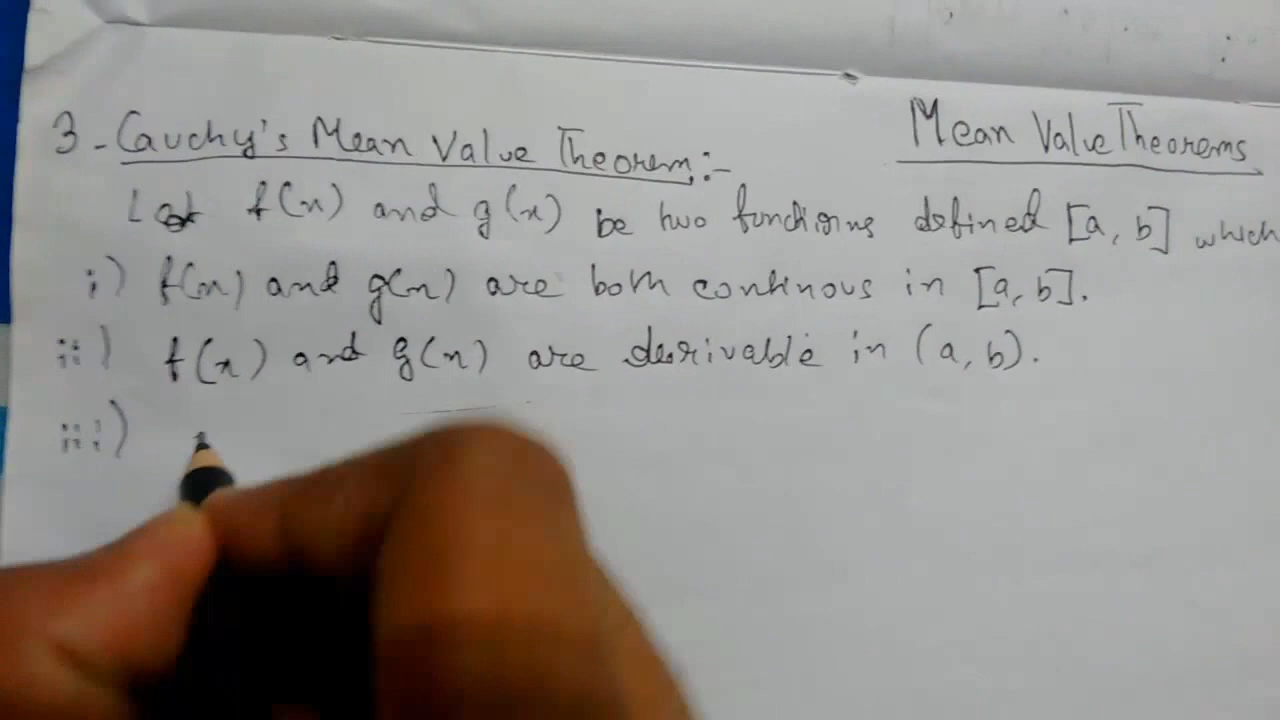 Mean Value Theorems
3 - Cauchy's Mean Value Theorem :-
Let f(x) and g(x) be two functions defined [a, b] which
i) f(x) and g(x) are both continous in [a, b].
ii) f(x) and g(x) are derivable in (a, b).
iii)